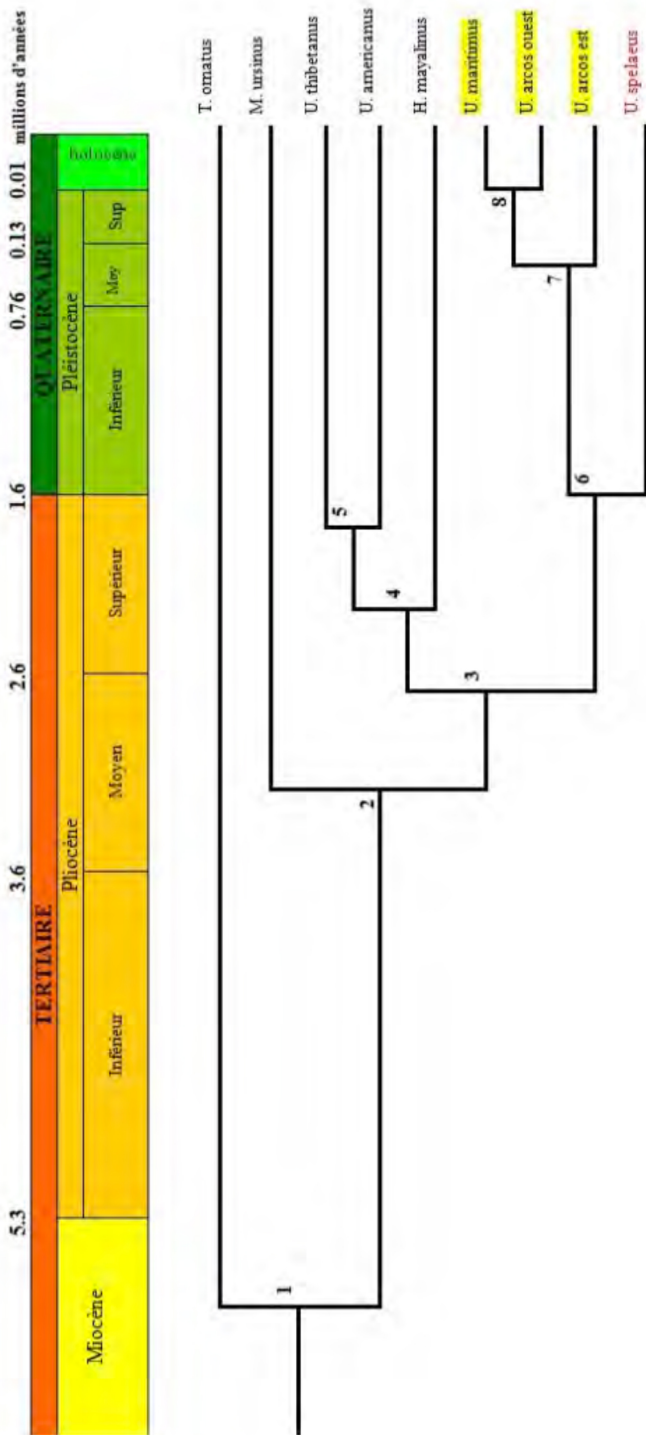 5.3 3.6 2.6 1.6 0.76 0.13 0.01 millions d'années
TERTIAIRE QUATERNAIRE
Miocène Pliocène Pléistocène holocène
Inférieur Moyen Supérieur Inférieur Moy Sup
T. ornatus
M. ursinus
U. thibetanus
U. americanus
H. mayalinus
U. mantimus
U. arcos ouest
U. arcos est
U. spelaeus
1
2
3
4
5
6
7
8